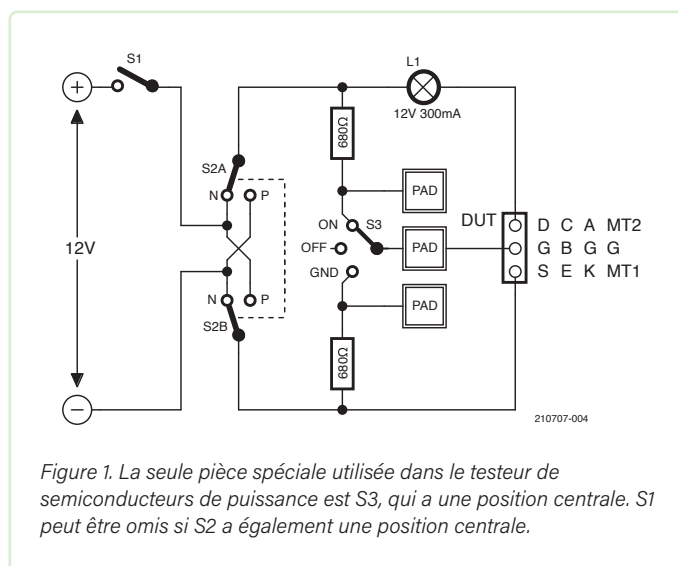 S1
L1
12V 300mA
680Ω
S2A
N P
PAD
ON S3
OFF
GND
PAD
PAD
DUT
D C A MT2
G B G G
S E K MT1
12V
N P
S2B
680Ω
210707-004
Figure 1. La seule pièce spéciale utilisée dans le testeur de
semiconducteurs de puissance est S3, qui a une position centrale. S1
peut être omis si S2 a également une position centrale.